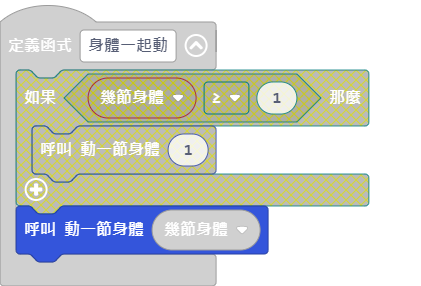 定義函式 身體一起動
如果 幾節身體 ≥ 1 那麼
呼叫 動一節身體 1
呼叫 動一節身體 幾節身體